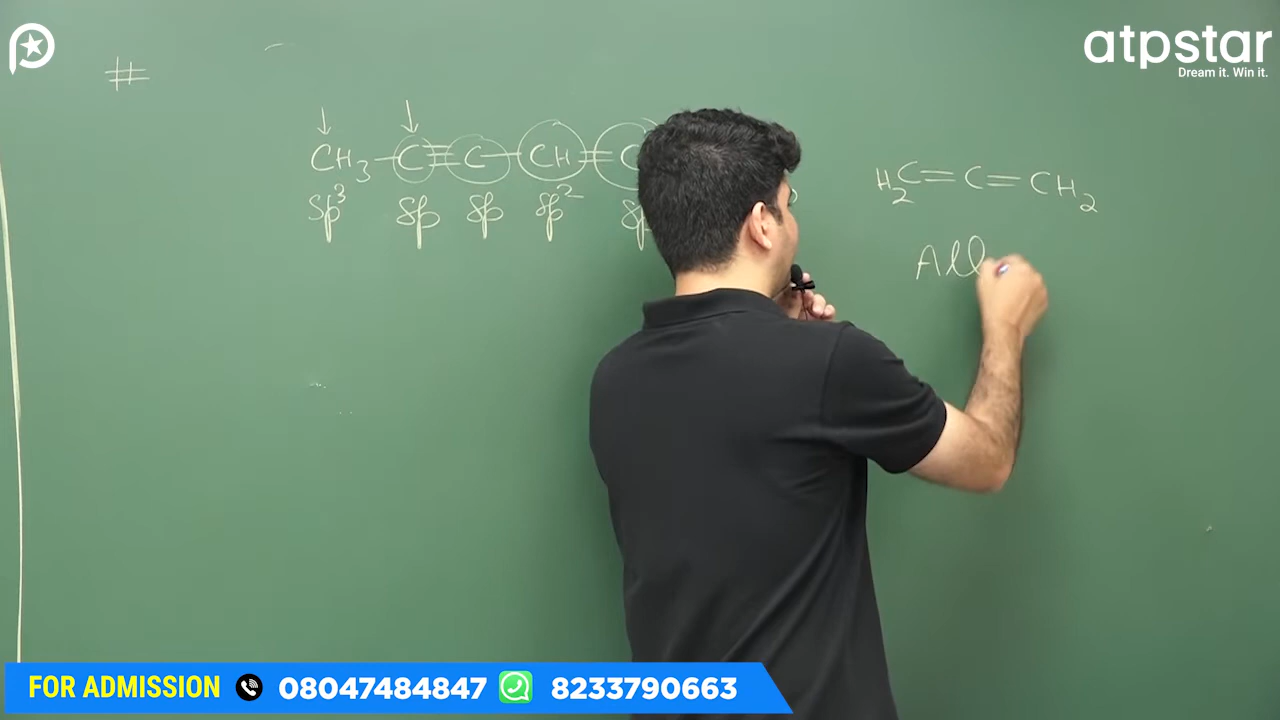 atpstar
Dream it. Win it.
#
CH3-C≡C-CH=C
sp3 sp sp sp2 sp
H2C=C=CH2
All
FOR ADMISSION 08047484847 8233790663